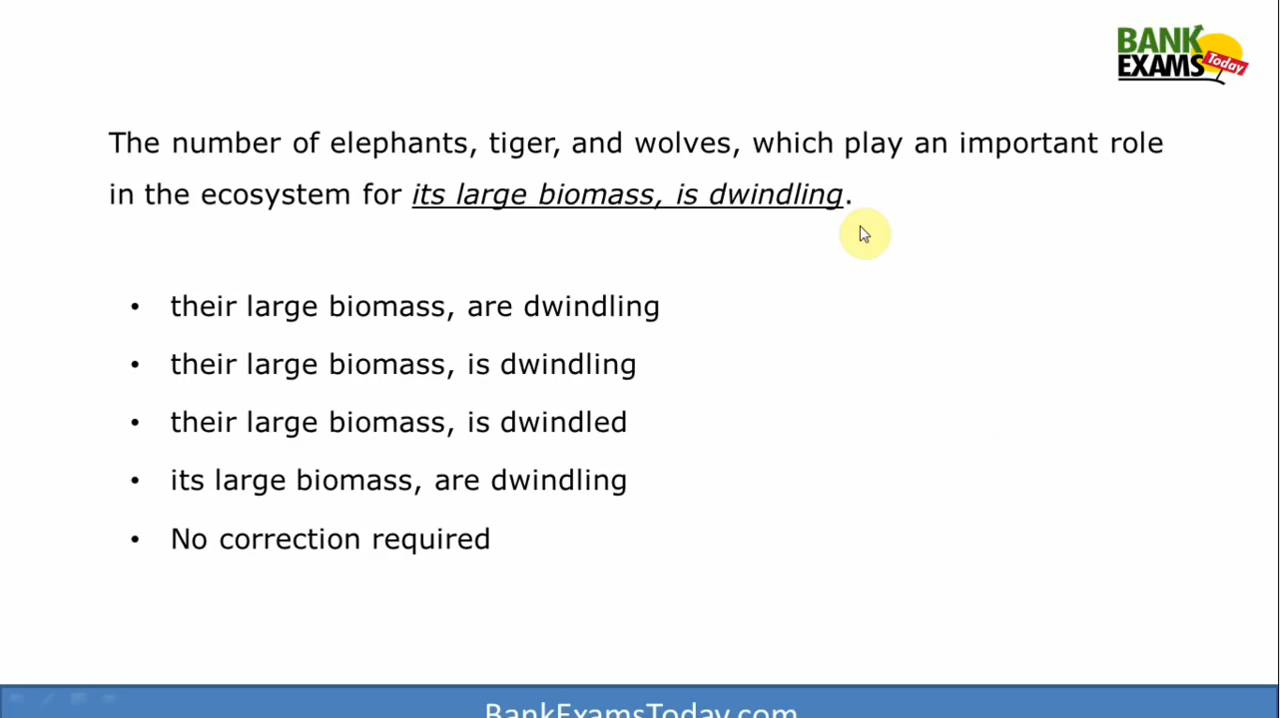 BANK
EXAMS Today
The number of elephants, tiger, and wolves, which play an important role
in the ecosystem for its large biomass, is dwindling.
• their large biomass, are dwindling
• their large biomass, is dwindling
• their large biomass, is dwindled
• its large biomass, are dwindling
• No correction required
BankExamsToday.com